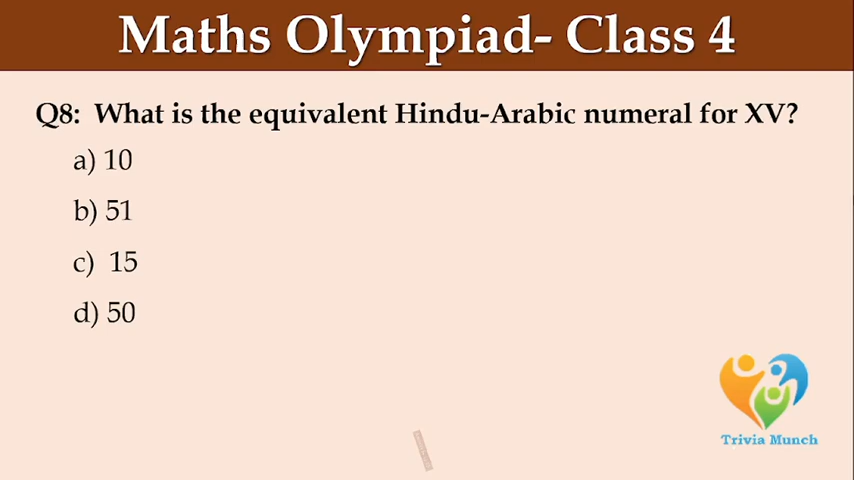 Maths Olympiad- Class 4
Q8: What is the equivalent Hindu-Arabic numeral for XV?
a) 10
b) 51
c) 15
d) 50
Trivia Munch